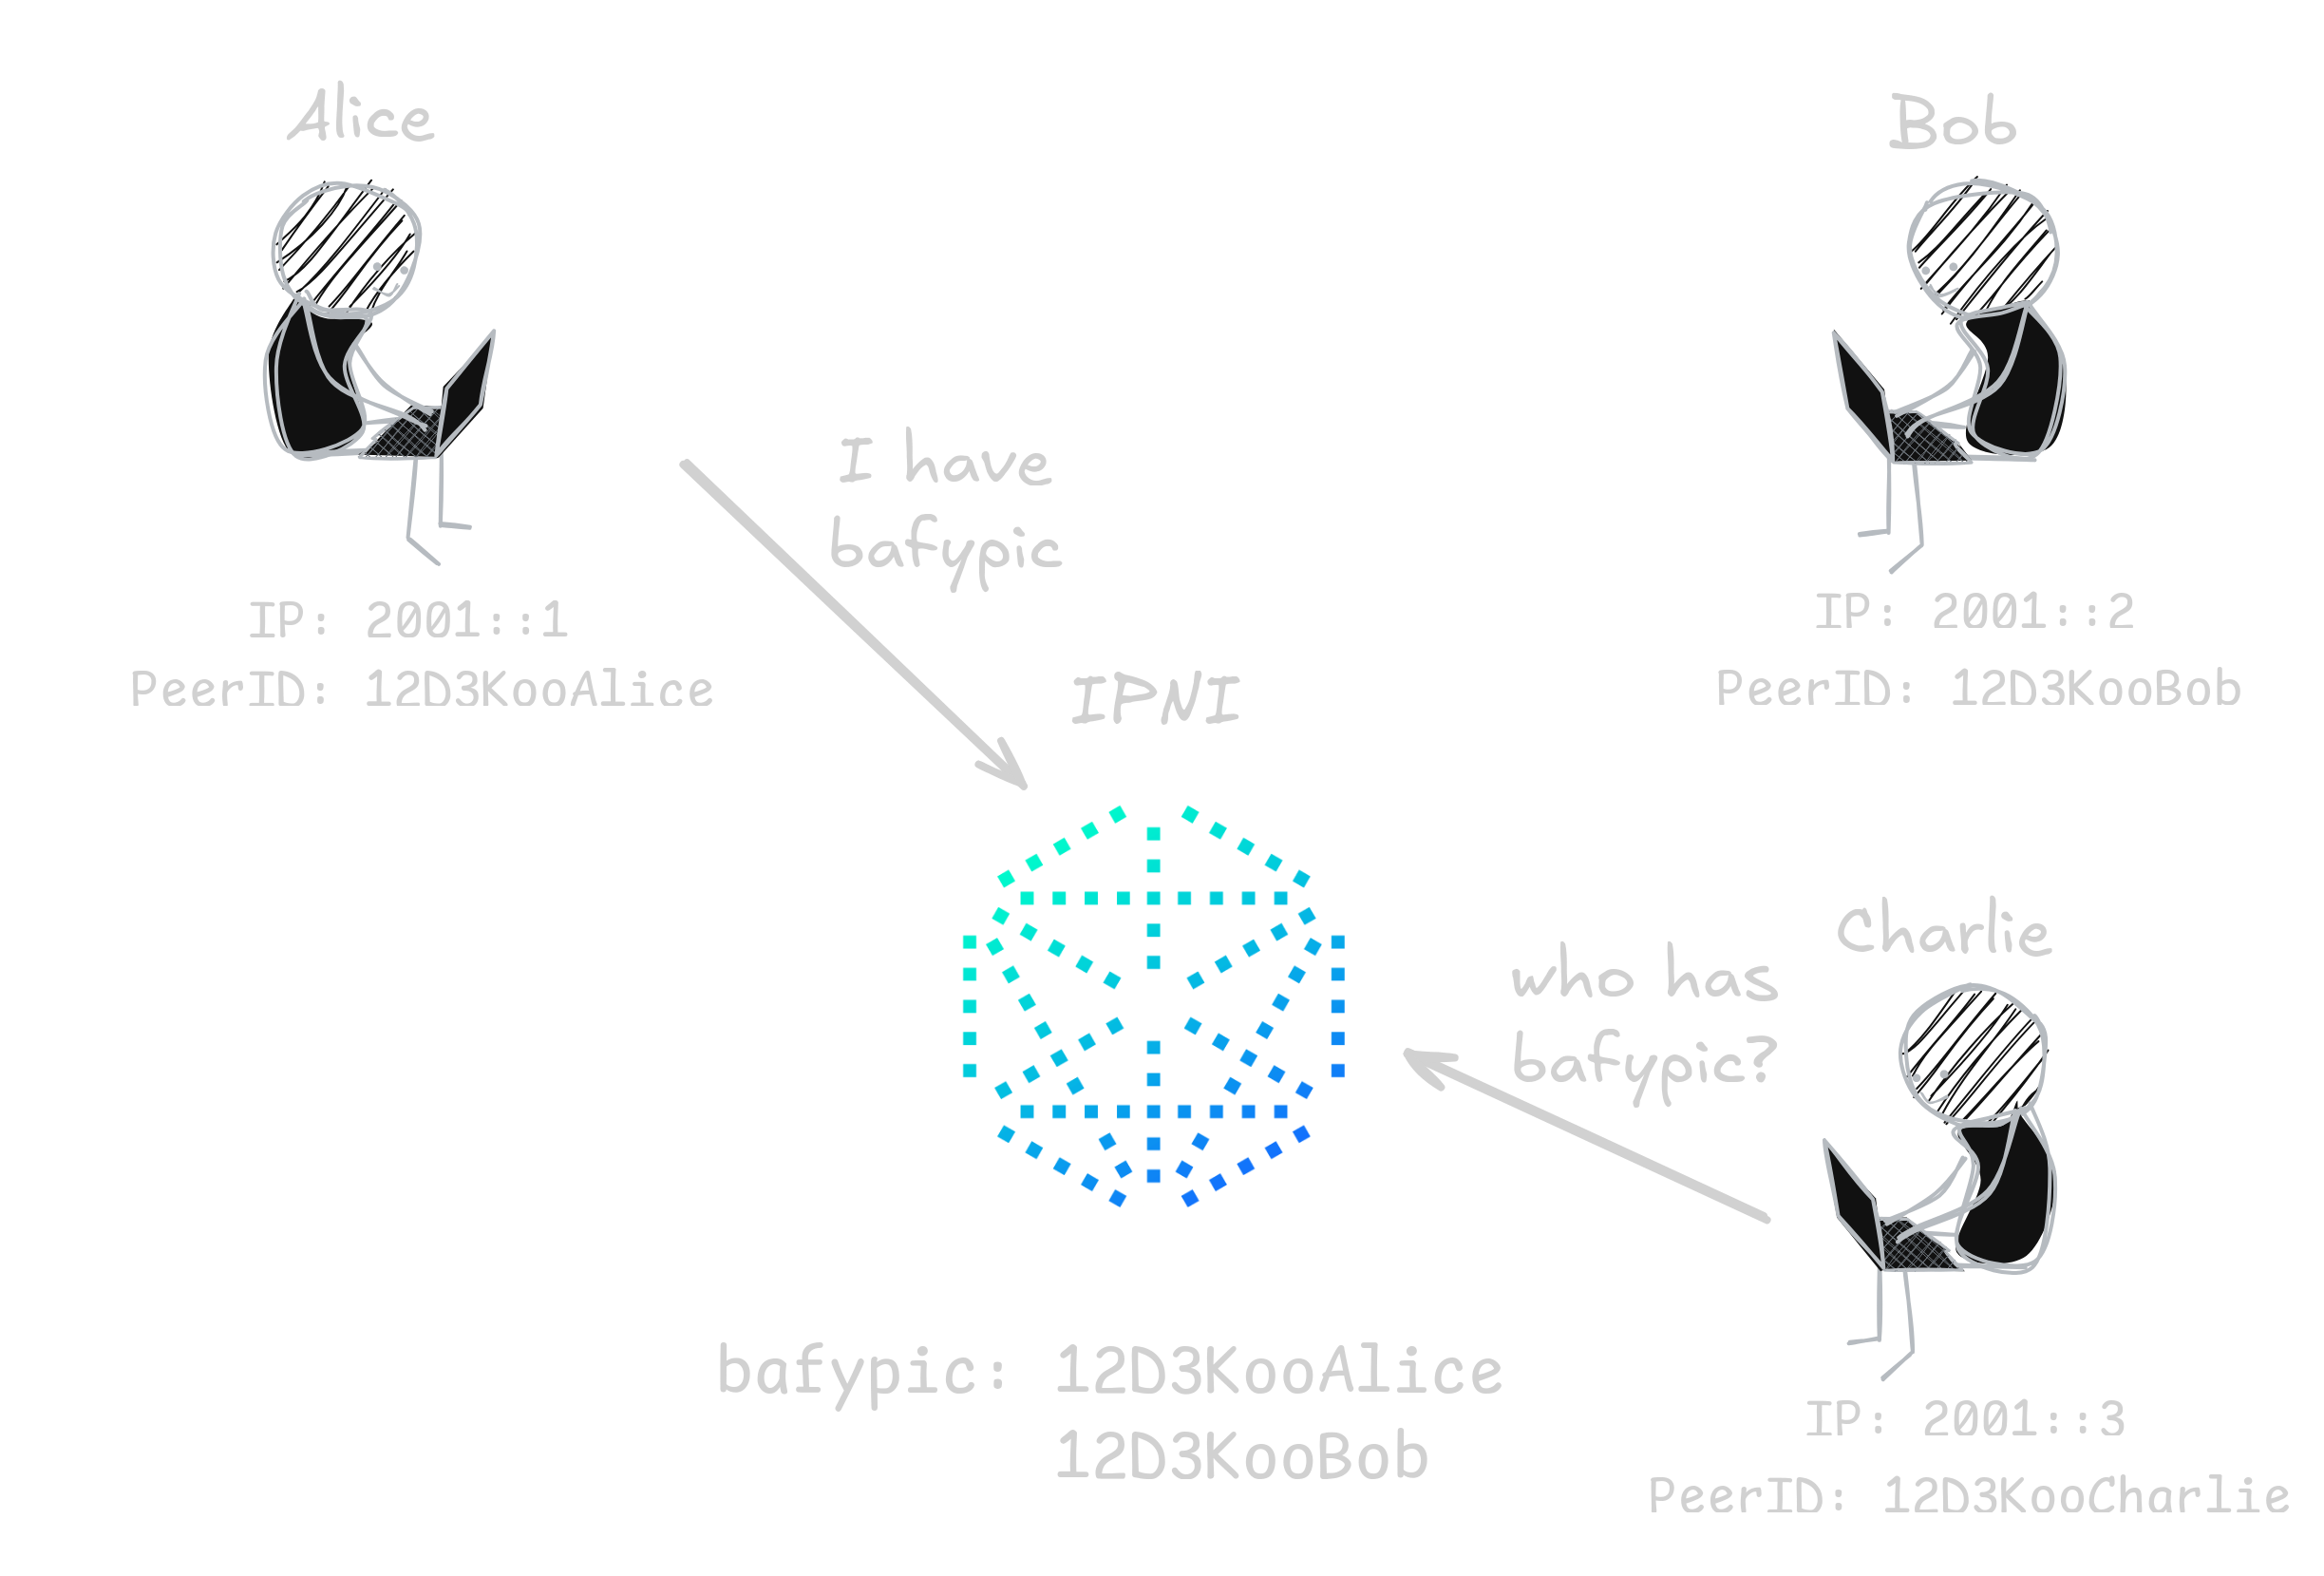 Alice
Bob
I have
bafypic
IP: 2001::1
PeerID: 12D3KooAlice
IP: 2001::2
PeerID: 12D3KooBob
IPNI
Charlie
who has
bafypic?
bafypic: 12D3KooAlice
12D3KooBob
IP: 2001::3
PeerID: 12D3KooCharlie